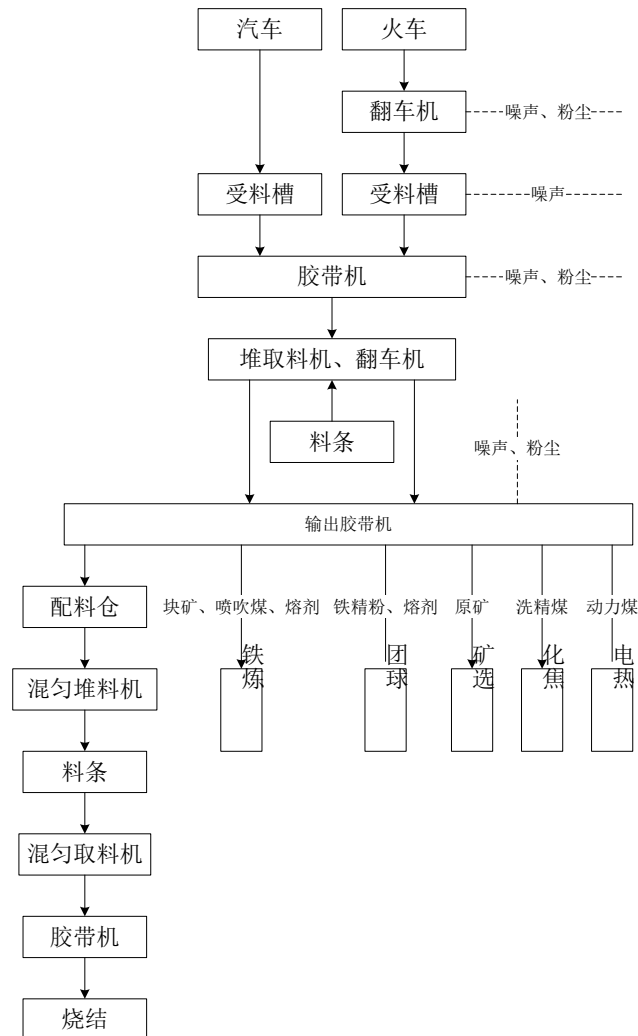 汽车
火车
翻车机
噪声、粉尘
受料槽
受料槽
噪声
胶带机
噪声、粉尘
堆取料机、翻车机
料条
噪声、粉尘
输出胶带机
配料仓
块矿、喷吹煤、熔剂
铁精粉、熔剂
原矿
洗精煤
动力煤
铁
炼
团
球
矿
选
化
焦
电
热
混匀堆料机
料条
混匀取料机
胶带机
烧结